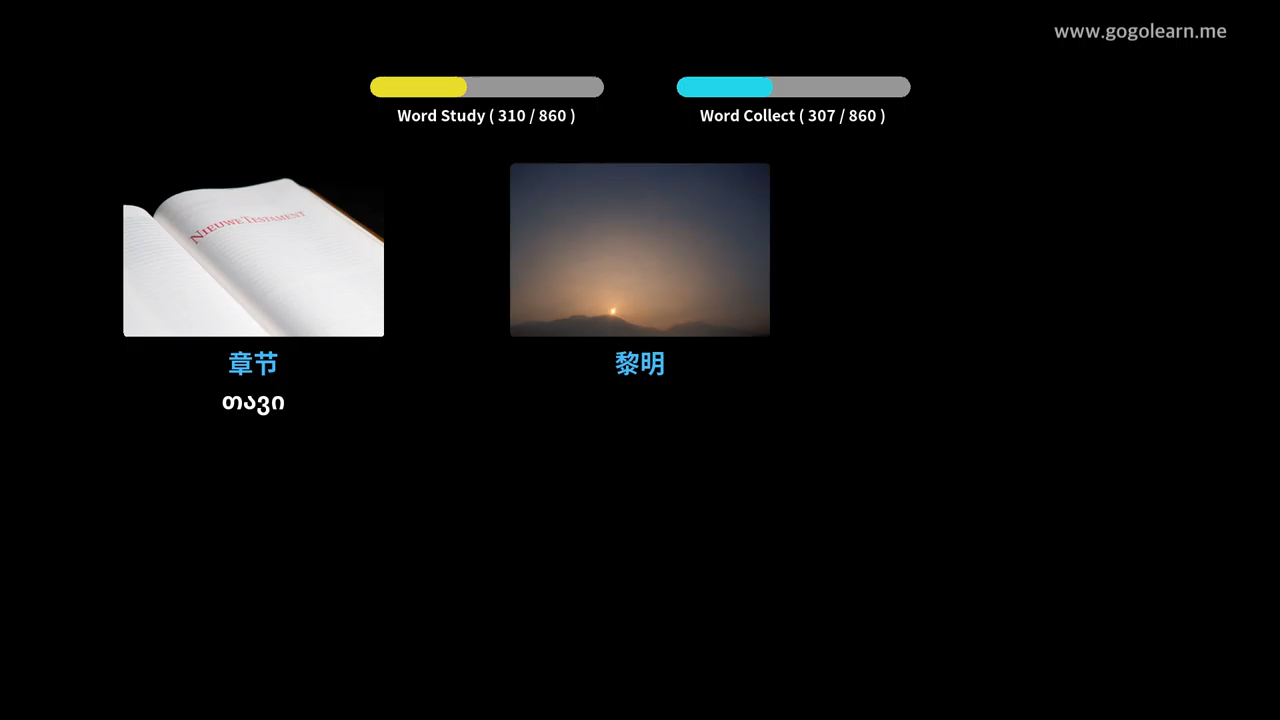 www.gogolearn.me
Word Study ( 310 / 860 )
Word Collect ( 307 / 860 )
NIEUWE TESTAMENT
章节
თავი
黎明